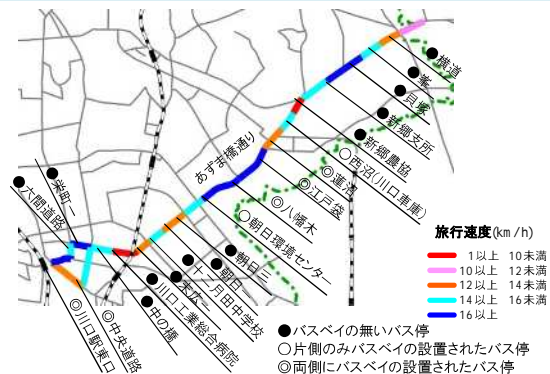 横道
峯
貝塚
新郷支所
新郷農協
西沼(川口車庫)
蓮沼
江戸袋
八幡木
朝日環境センター
朝日三
朝日
十二月田中学校
末広一
川口工業総合病院
中の橋
中央道路
川口駅東口
六間道路
栄町一
あずま橋通り
旅行速度(km/h)
1以上 10未満
10以上 12未満
12以上 14未満
14以上 16未満
16以上
●バスベイの無いバス停
○片側のみバスベイの設置されたバス停
◎両側にバスベイの設置されたバス停